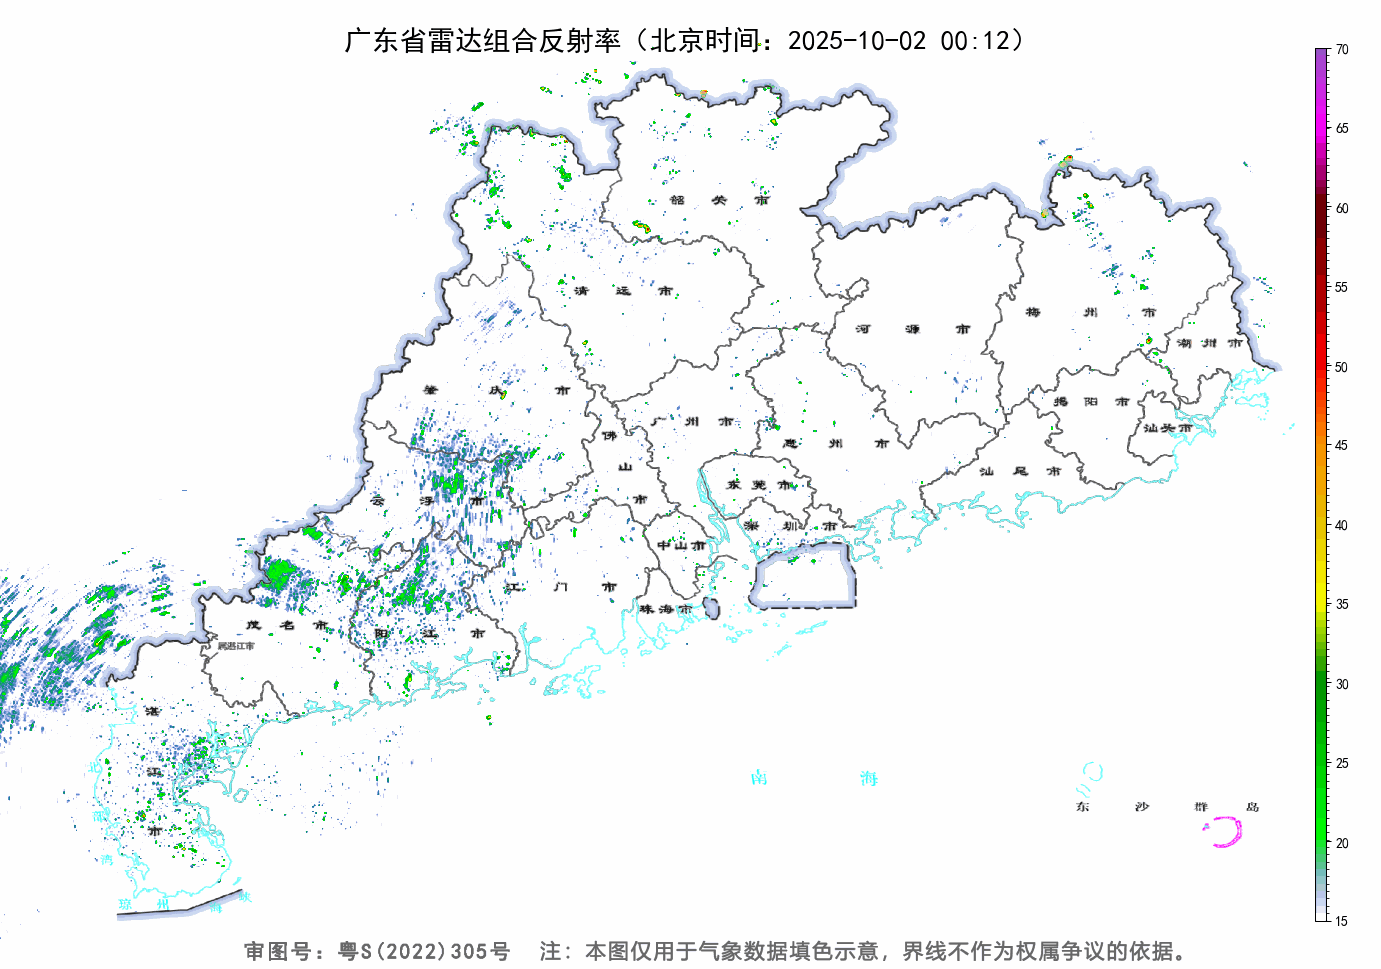 广东省雷达组合反射率（北京时间：2025-10-02 00:12）
70
65
60
55
50
45
40
35
30
25
20
15
韶关市
清远市
河源市
梅州市
潮州市
肇庆市
广州市
佛山市
惠州市
揭阳市
汕头市
汕尾市
云浮市
东莞市
深圳市
中山市
江门市
珠海市
茂名市
阳江市
属湛江市
湛江市
北部湾
琼州海峡
南海
东沙群岛
审图号：粤S(2022)305号 注：本图仅用于气象数据填色示意，界线不作为权属争议的依据。